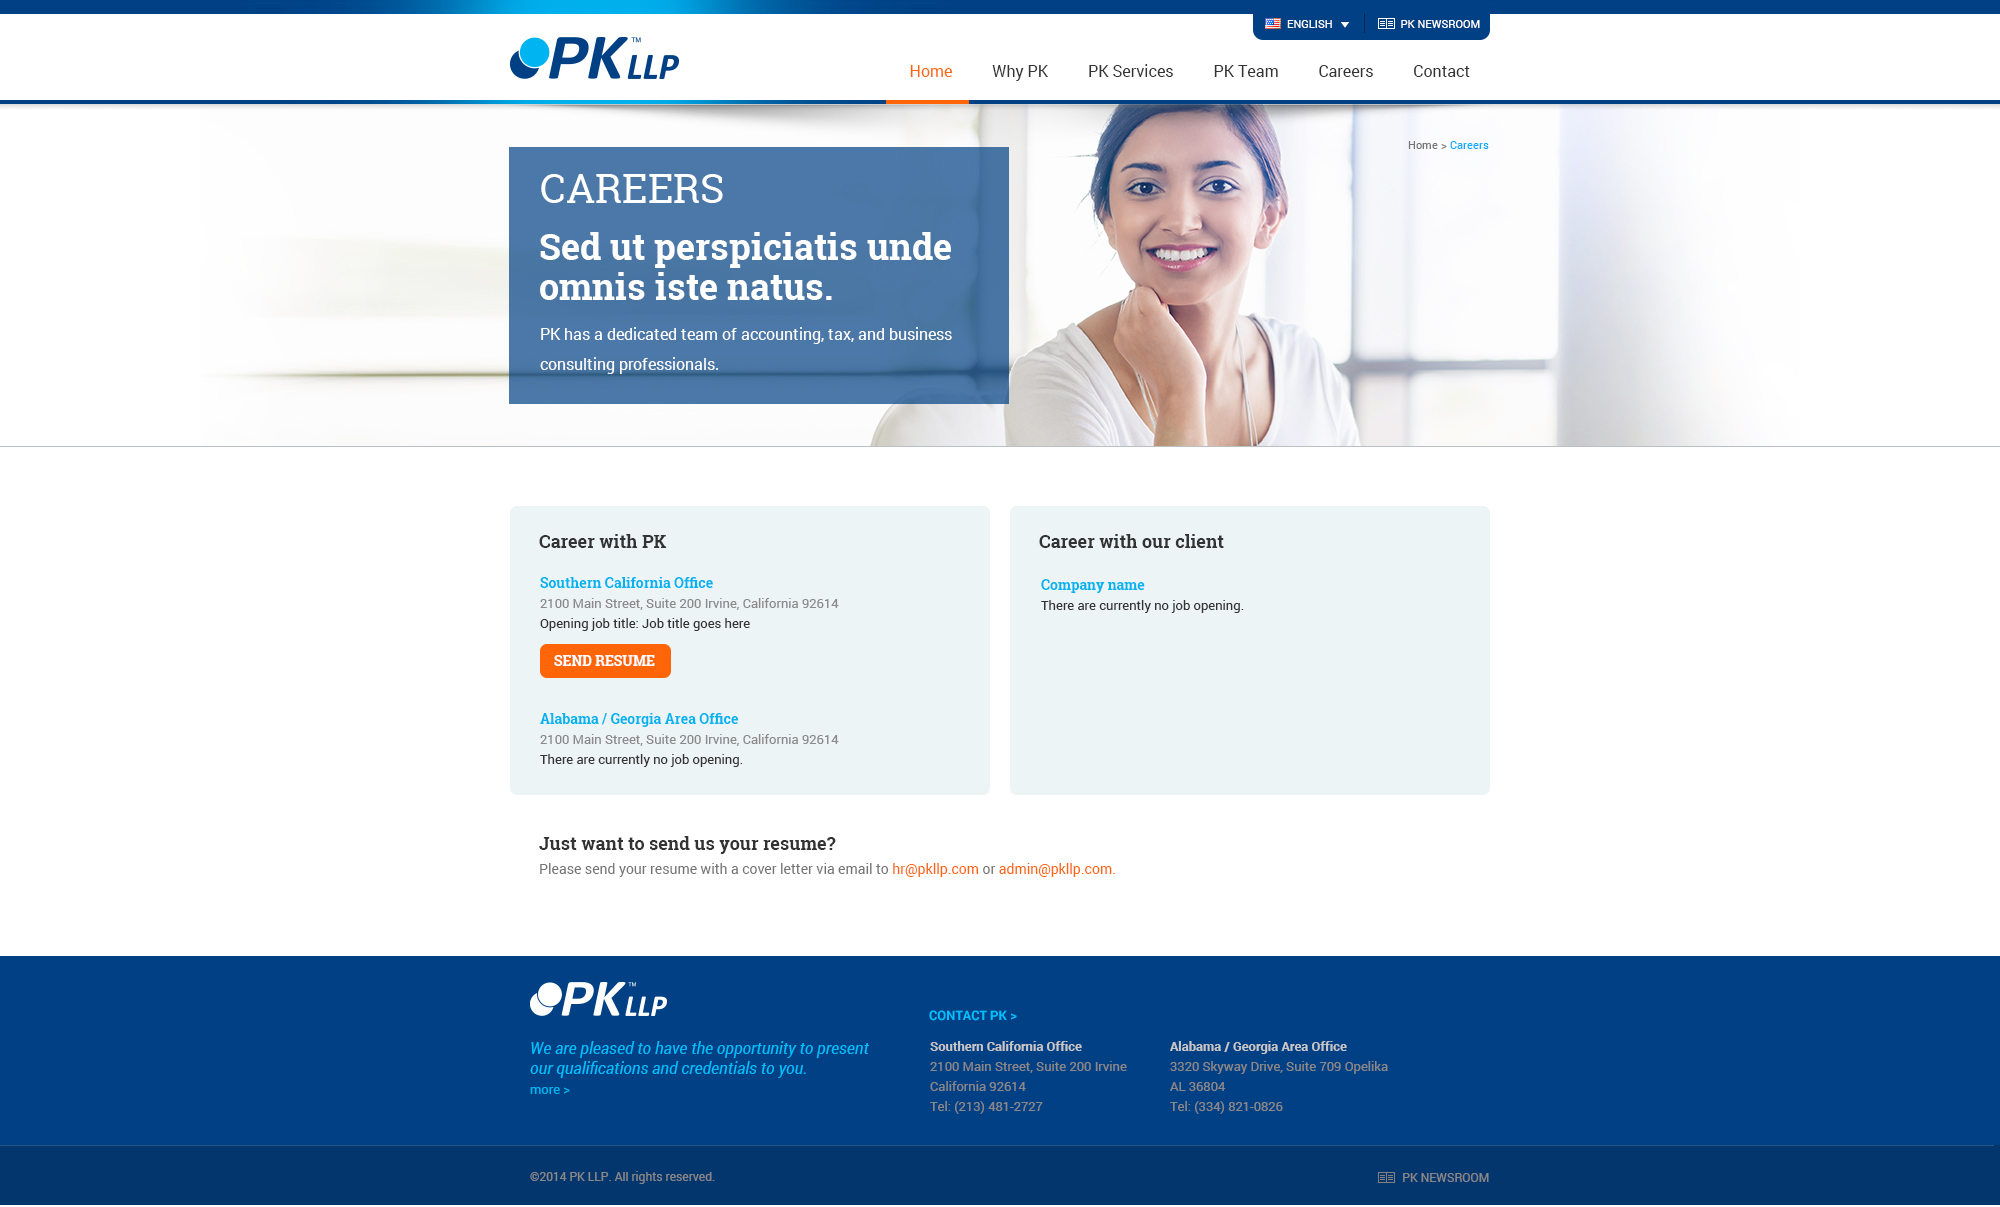 ENGLISH
PK NEWSROOM
PK LLP™
Home
Why PK
PK Services
PK Team
Careers
Contact
Home > Careers
CAREERS
Sed ut perspiciatis unde
omnis iste natus.
PK has a dedicated team of accounting, tax, and business
consulting professionals.
Career with PK
Southern California Office
2100 Main Street, Suite 200 Irvine, California 92614
Opening job title: Job title goes here
SEND RESUME
Alabama / Georgia Area Office
2100 Main Street, Suite 200 Irvine, California 92614
There are currently no job opening.
Career with our client
Company name
There are currently no job opening.
Just want to send us your resume?
Please send your resume with a cover letter via email to hr@pkllp.com or admin@pkllp.com.
PK LLP™
We are pleased to have the opportunity to present
our qualifications and credentials to you.
more >
CONTACT PK >
Southern California Office
2100 Main Street, Suite 200 Irvine
California 92614
Tel: (213) 481-2727
Alabama / Georgia Area Office
3320 Skyway Drive, Suite 709 Opelika
AL 36804
Tel: (334) 821-0826
©2014 PK LLP. All rights reserved.
PK NEWSROOM